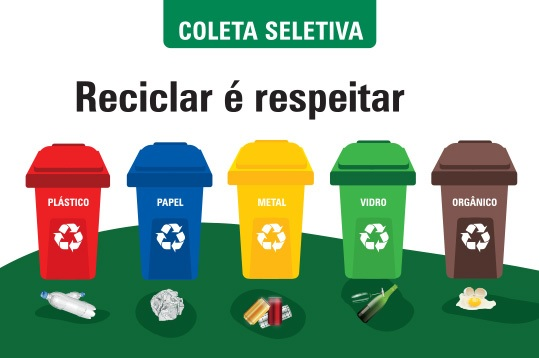 COLETA SELETIVA
Reciclar é respeitar
PLÁSTICO PAPEL METAL VIDRO ORGÂNICO